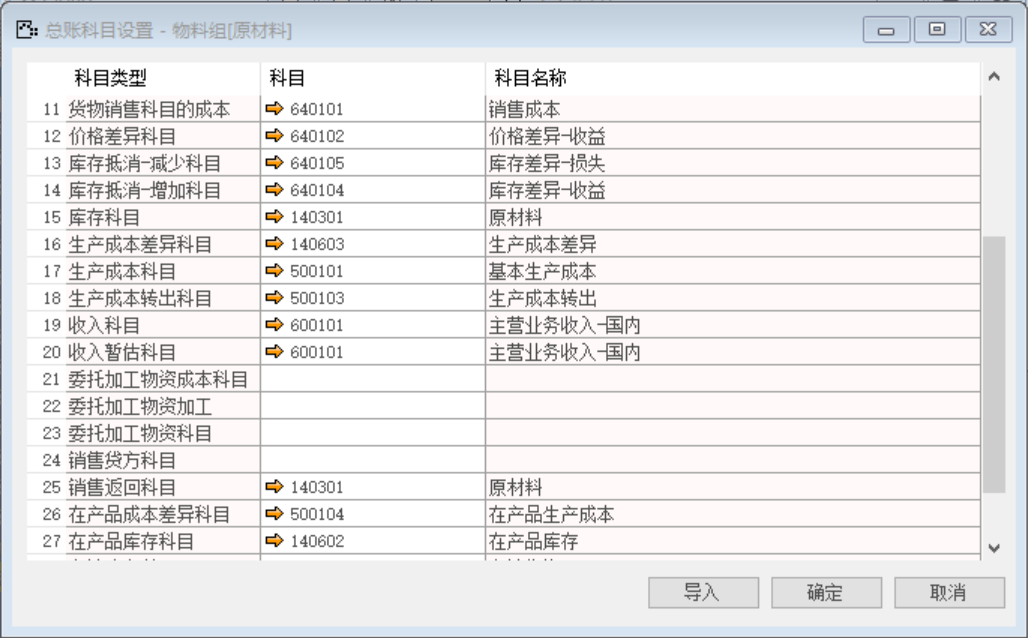 总账科目设置 - 物料组[原材料]
科目类型 科目 科目名称
11 货物销售科目的成本 640101 销售成本
12 价格差异科目 640102 价格差异-收益
13 库存抵消-减少科目 640105 库存差异-损失
14 库存抵消-增加科目 640104 库存差异-收益
15 库存科目 140301 原材料
16 生产成本差异科目 140603 生产成本差异
17 生产成本科目 500101 基本生产成本
18 生产成本转出科目 500103 生产成本转出
19 收入科目 600101 主营业务收入-国内
20 收入暂估科目 600101 主营业务收入-国内
21 委托加工物资成本科目
22 委托加工物资加工
23 委托加工物资科目
24 销售贷方科目
25 销售返回科目 140301 原材料
26 在产品成本差异科目 500104 在产品生产成本
27 在产品库存科目 140602 在产品库存
导入 确定 取消